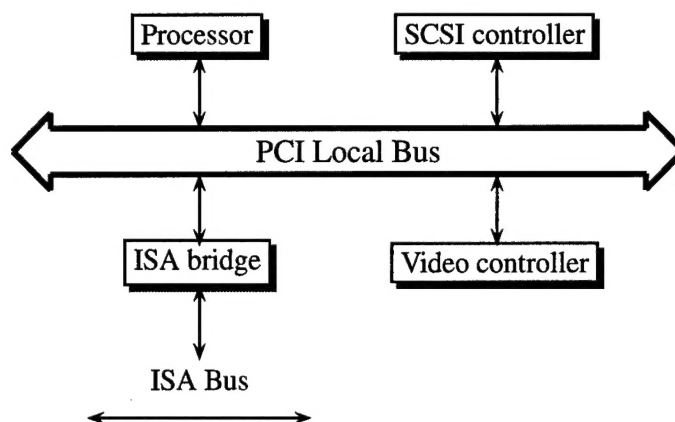 Processor
SCSI controller
PCI Local Bus
ISA bridge
Video controller
ISA Bus